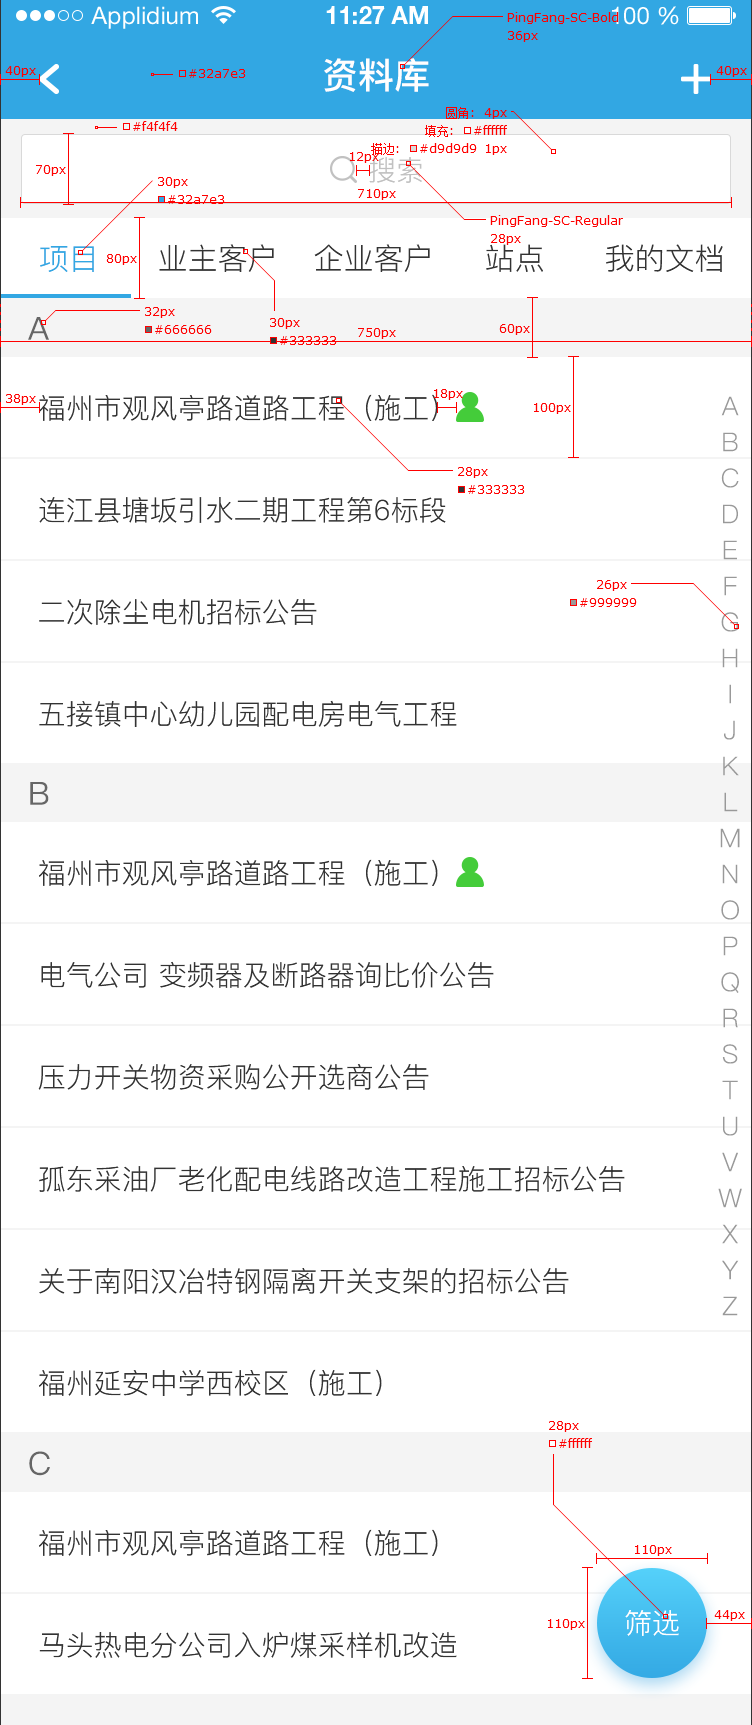 Applidium 11:27 AM 100 %
PingFang-SC-Bold
36px
40px 资料库 40px
#32a7e3
#f4f4f4
圆角: 4px
填充: #ffffff
描边: #d9d9d9 1px
70px 12px 搜索
710px
30px
#32a7e3
PingFang-SC-Regular
28px
项目 80px 业主客户 企业客户 站点 我的文档
A
32px
#666666
30px
#333333
750px
60px
38px 福州市观风亭路道路工程（施工） 18px
100px
28px
#333333
连江县塘坂引水二期工程第6标段
26px
#999999
二次除尘电机招标公告
五接镇中心幼儿园配电房电气工程
B
福州市观风亭路道路工程（施工）
电气公司 变频器及断路器询比价公告
压力开关物资采购公开选商公告
孤东采油厂老化配电线路改造工程施工招标公告
关于南阳汉冶特钢隔离开关支架的招标公告
福州延安中学西校区（施工）
C
28px
#ffffff
福州市观风亭路道路工程（施工）
110px
110px 筛选 44px
马头热电分公司入炉煤采样机改造
A
B
C
D
E
F
G
H
I
J
K
L
M
N
O
P
Q
R
S
T
U
V
W
X
Y
Z